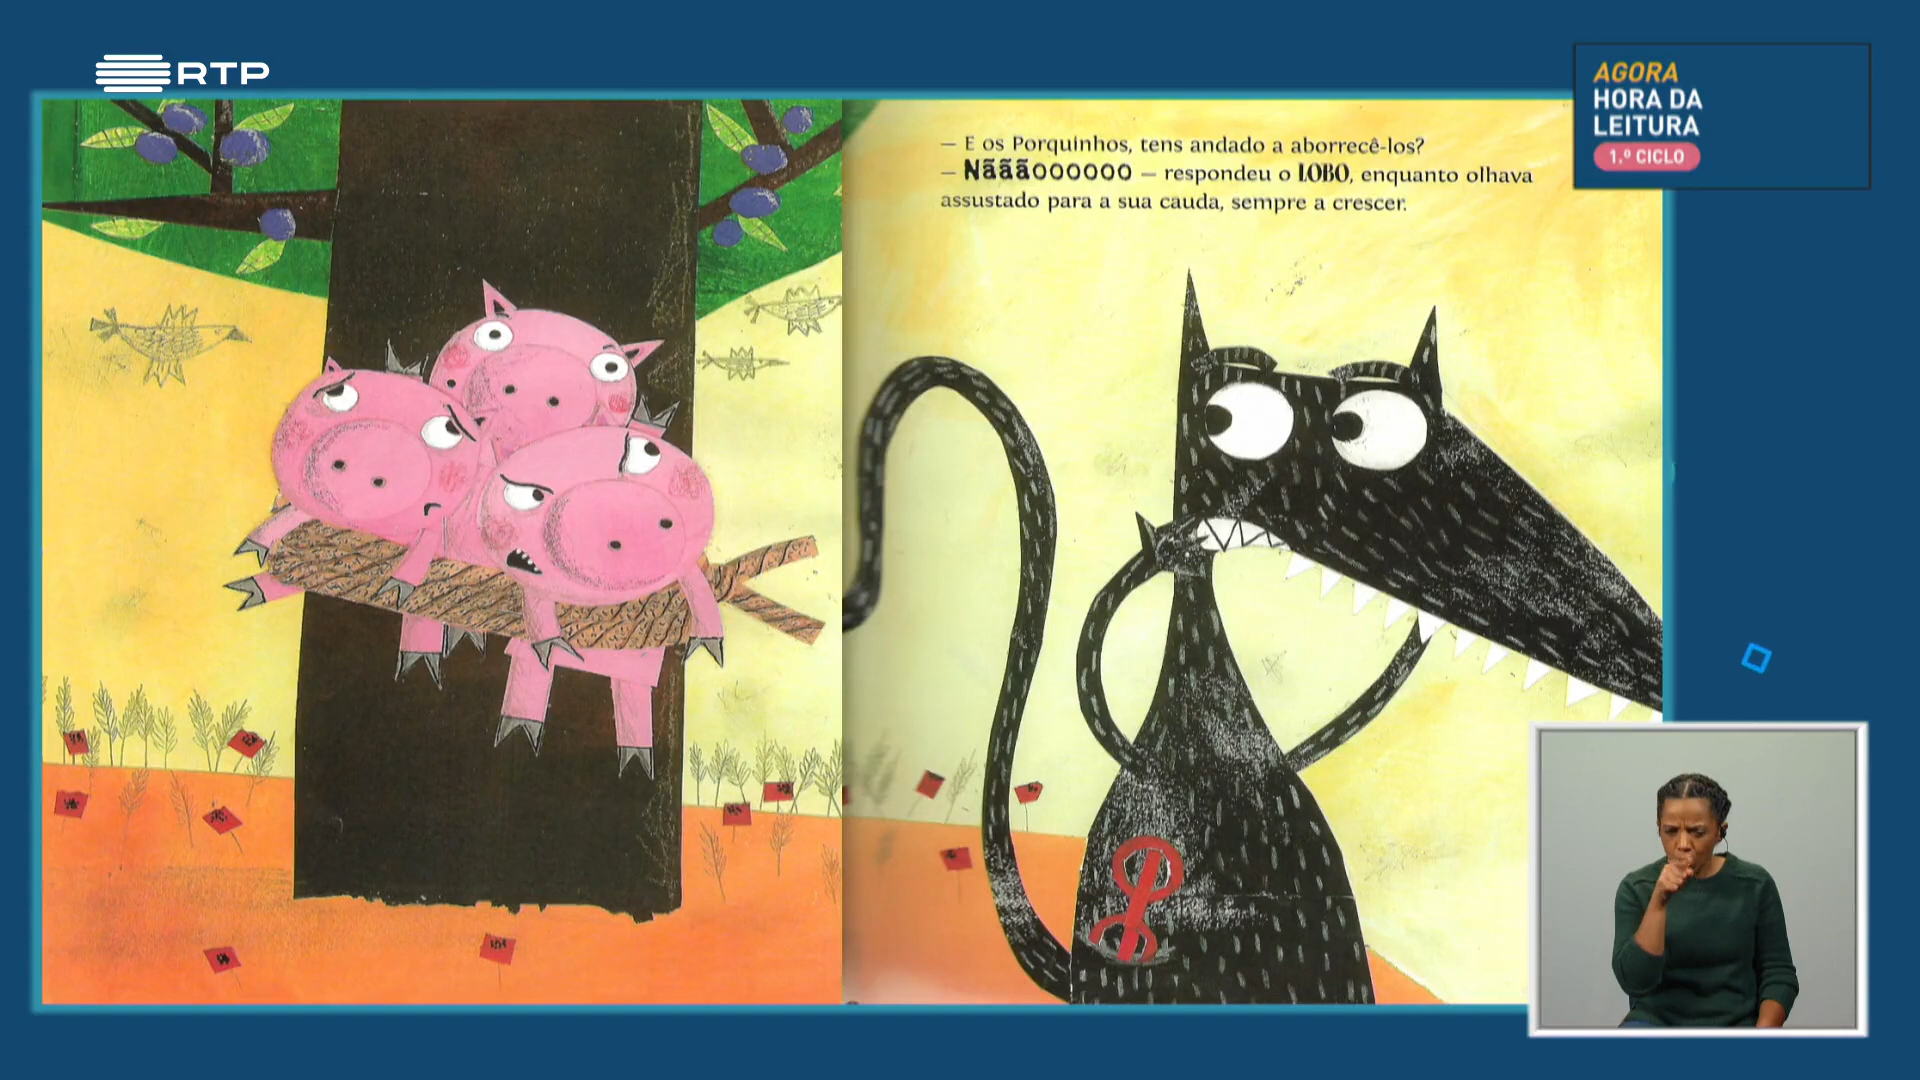 RTP
AGORA
HORA DA
LEITURA
1.º CICLO
— E os Porquinhos, tens andado a aborrecê-los?
— Nãããoooooo — respondeu o LOBO, enquanto olhava
assustado para a sua cauda, sempre a crescer.